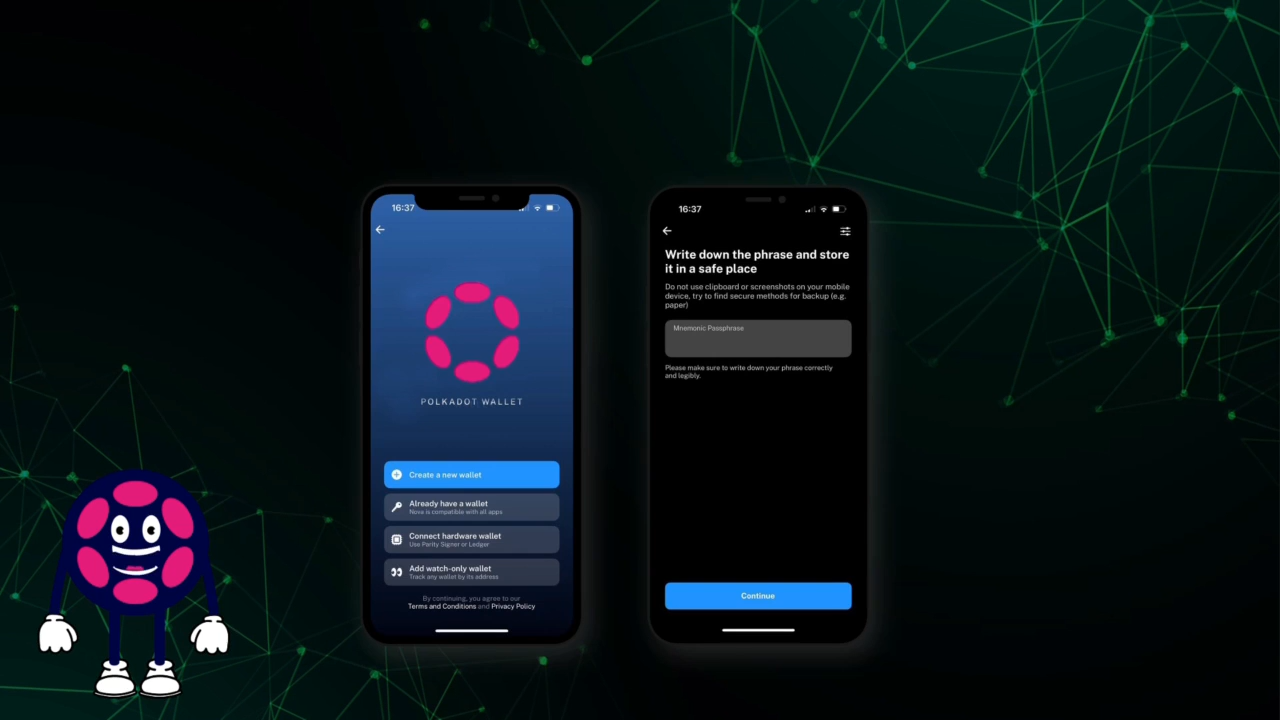 16:37
POLKADOT WALLET
Create a new wallet
Already have a wallet
Nova is compatible with all apps
Connect hardware wallet
Use Parity Signer or Ledger
Add watch-only wallet
Track any wallet by its address
By continuing, you agree to our
Terms and Conditions and Privacy Policy
16:37
Write down the phrase and store
it in a safe place
Do not use clipboard or screenshots on your mobile
device, try to find secure methods for backup (e.g.
paper)
Mnemonic Passphrase
Please make sure to write down your phrase correctly
and legibly.
Continue